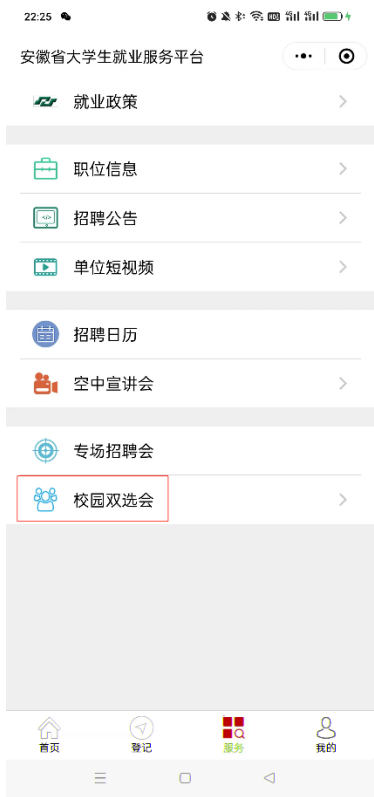 22:25
安徽省大学生就业服务平台
就业政策
职位信息
招聘公告
单位短视频
招聘日历
空中宣讲会
专场招聘会
校园双选会
首页
登记
服务
我的